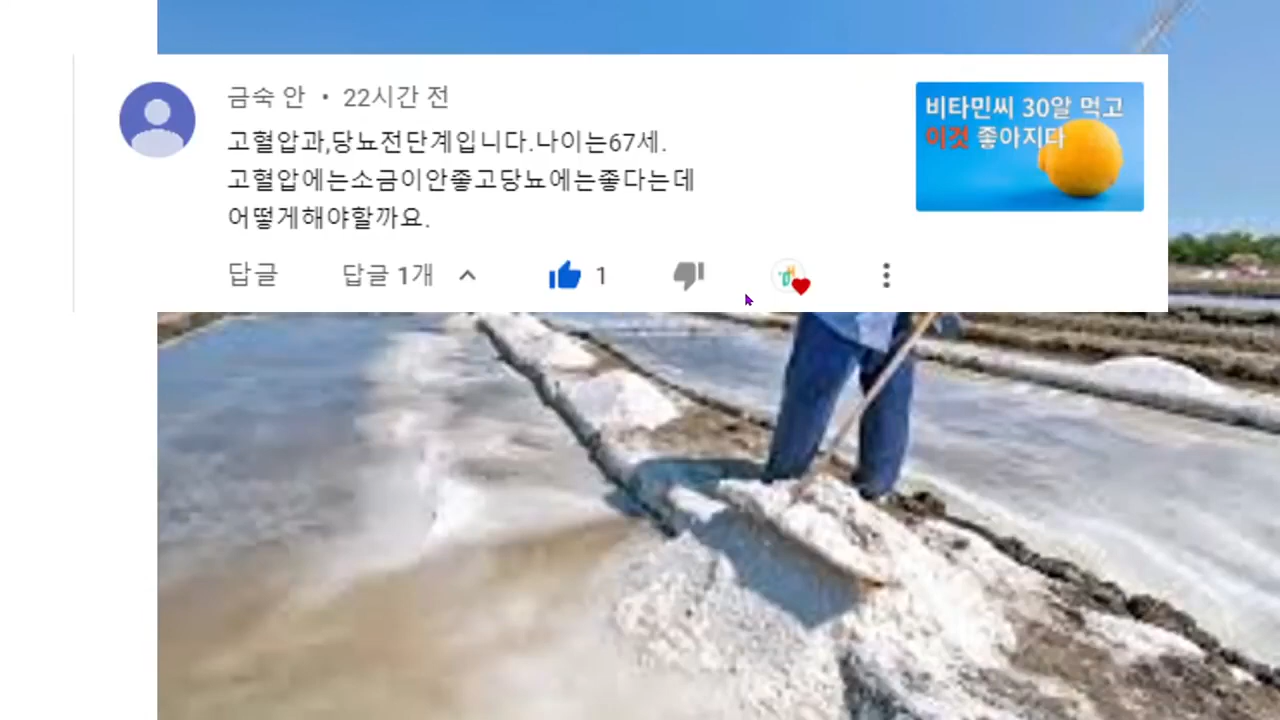 금숙 안 • 22시간 전
고혈압과,당뇨전단계입니다.나이는67세.
고혈압에는소금이안좋고당뇨에는좋다는데
어떻게해야할까요.
답글 답글 1개 1
비타민씨 30알 먹고
이것 좋아지다